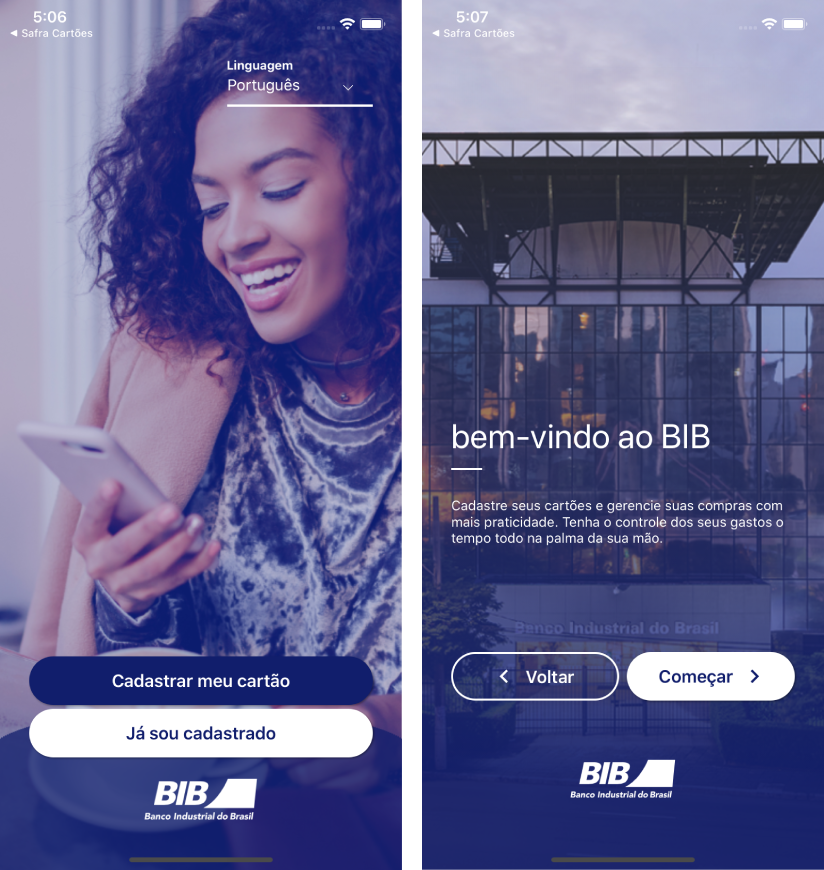 5:06
◀ Safra Cartões
Linguagem
Português
Cadastrar meu cartão
Já sou cadastrado
BIB
Banco Industrial do Brasil
5:07
◀ Safra Cartões
bem-vindo ao BIB
Cadastre seus cartões e gerencie suas compras com
mais praticidade. Tenha o controle dos seus gastos o
tempo todo na palma da sua mão.
Banco Industrial do Brasil
Voltar
Começar
BIB
Banco Industrial do Brasil